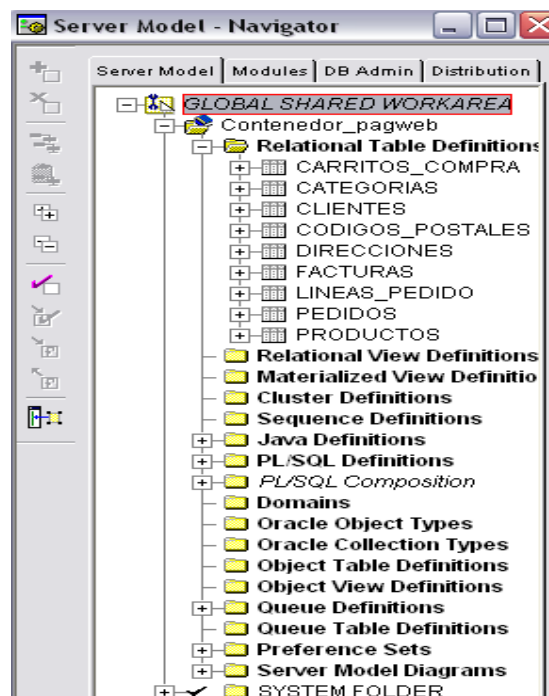 Server Model - Navigator
Server Model Modules DB Admin Distribution
GLOBAL SHARED WORKAREA
Contenedor_pagweb
Relational Table Definitions
CARRITOS_COMPRA
CATEGORIAS
CLIENTES
CODIGOS_POSTALES
DIRECCIONES
FACTURAS
LINEAS_PEDIDO
PEDIDOS
PRODUCTOS
Relational View Definitions
Materialized View Definitio
Cluster Definitions
Sequence Definitions
Java Definitions
PL/SQL Definitions
PL/SQL Composition
Domains
Oracle Object Types
Oracle Collection Types
Object Table Definitions
Object View Definitions
Queue Definitions
Queue Table Definitions
Preference Sets
Server Model Diagrams
SYSTEM FOLDER